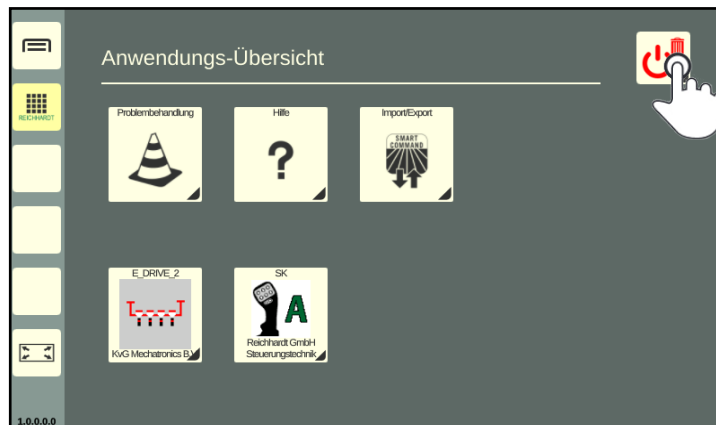 Anwendungs-Übersicht
REICHHARDT
Problembehandlung
Hilfe
?
Import/Export
SMART
COMMAND
E_DRIVE_2
KvG Mechatronics B.V
SK
A
Reichhardt GmbH
Steuerungstechnik
1.0.0.0.0